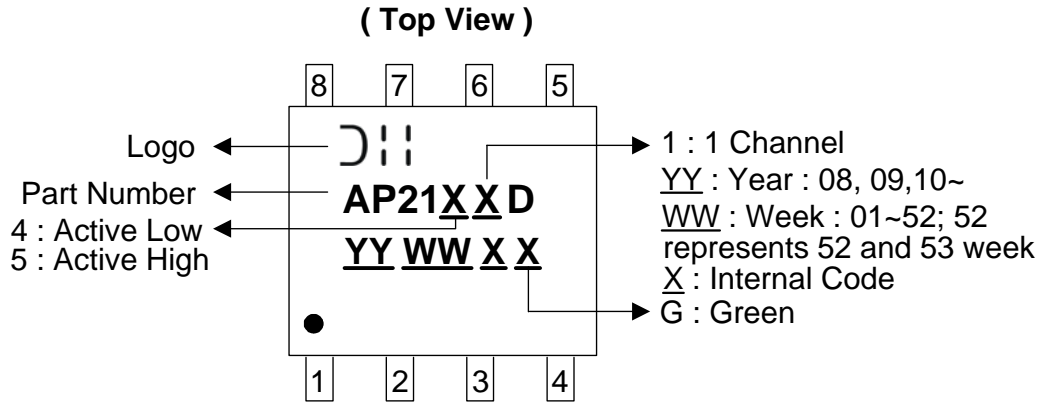 ( Top View )
8 7 6 5
Logo
Part Number
4 : Active Low
5 : Active High
AP21XXD
YY WW X X
1 : 1 Channel
YY : Year : 08, 09,10~
WW : Week : 01~52; 52
represents 52 and 53 week
X : Internal Code
G : Green
1 2 3 4